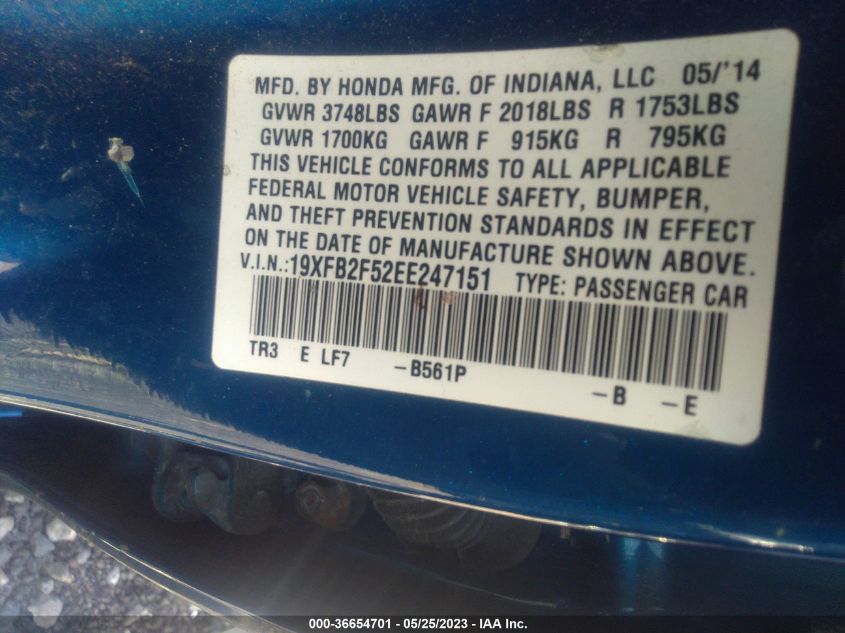 MFD. BY HONDA MFG. OF INDIANA, LLC 05/'14
GVWR 3748LBS GAWR F 2018LBS R 1753LBS
GVWR 1700KG GAWR F 915KG R 795KG
THIS VEHICLE CONFORMS TO ALL APPLICABLE
FEDERAL MOTOR VEHICLE SAFETY, BUMPER,
AND THEFT PREVENTION STANDARDS IN EFFECT
ON THE DATE OF MANUFACTURE SHOWN ABOVE.
V.I.N.:19XFB2F52EE247151 TYPE: PASSENGER CAR
TR3 E LF7 -B561P -B -E
000-36654701 - 05/25/2023 - IAA Inc.